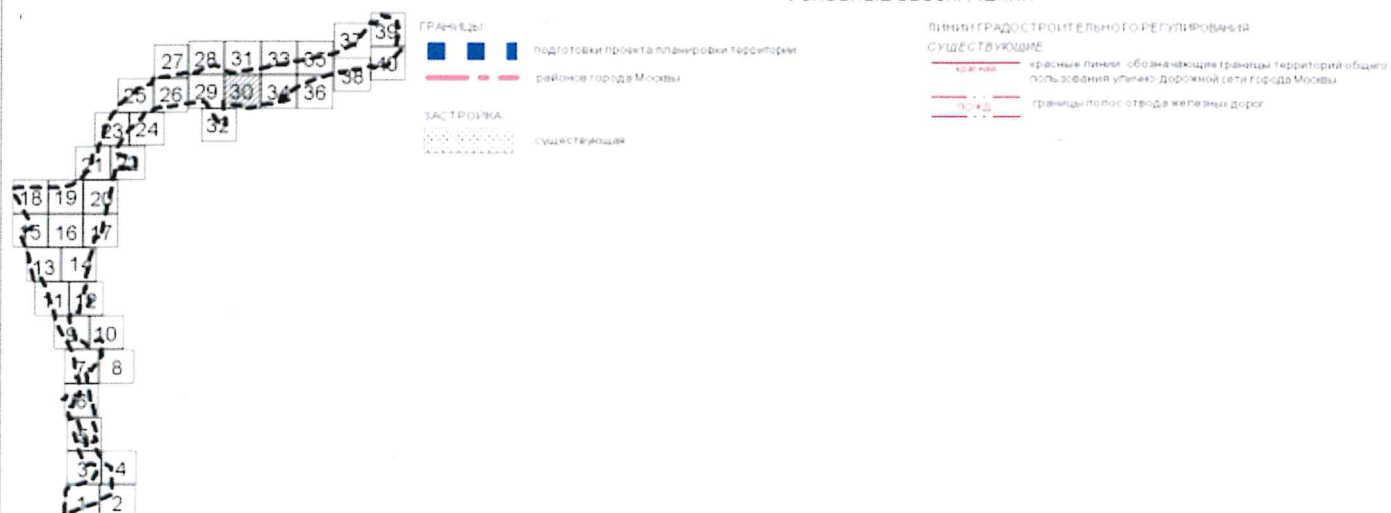 39
37
27 28 31 33 35
40
38
25 26 29 30 34 36
32
23 24
21
18 19 20
15 16 17
13 14
11 12
9 10
7 8
6
5
3 4
1 2
ГРАНИЦЫ
подготовки проекта планировки территории
районов города Москвы
ЗАСТРОЙКА
существующая
ЛИНИИ ГРАДОСТРОИТЕЛЬНОГО РЕГУЛИРОВАНИЯ
СУЩЕСТВУЮЩИЕ
красная
красные линии, обозначающие границы территорий общего
пользования улично-дорожной сети города Москвы
ПОЖД
границы полос отвода железных дорог